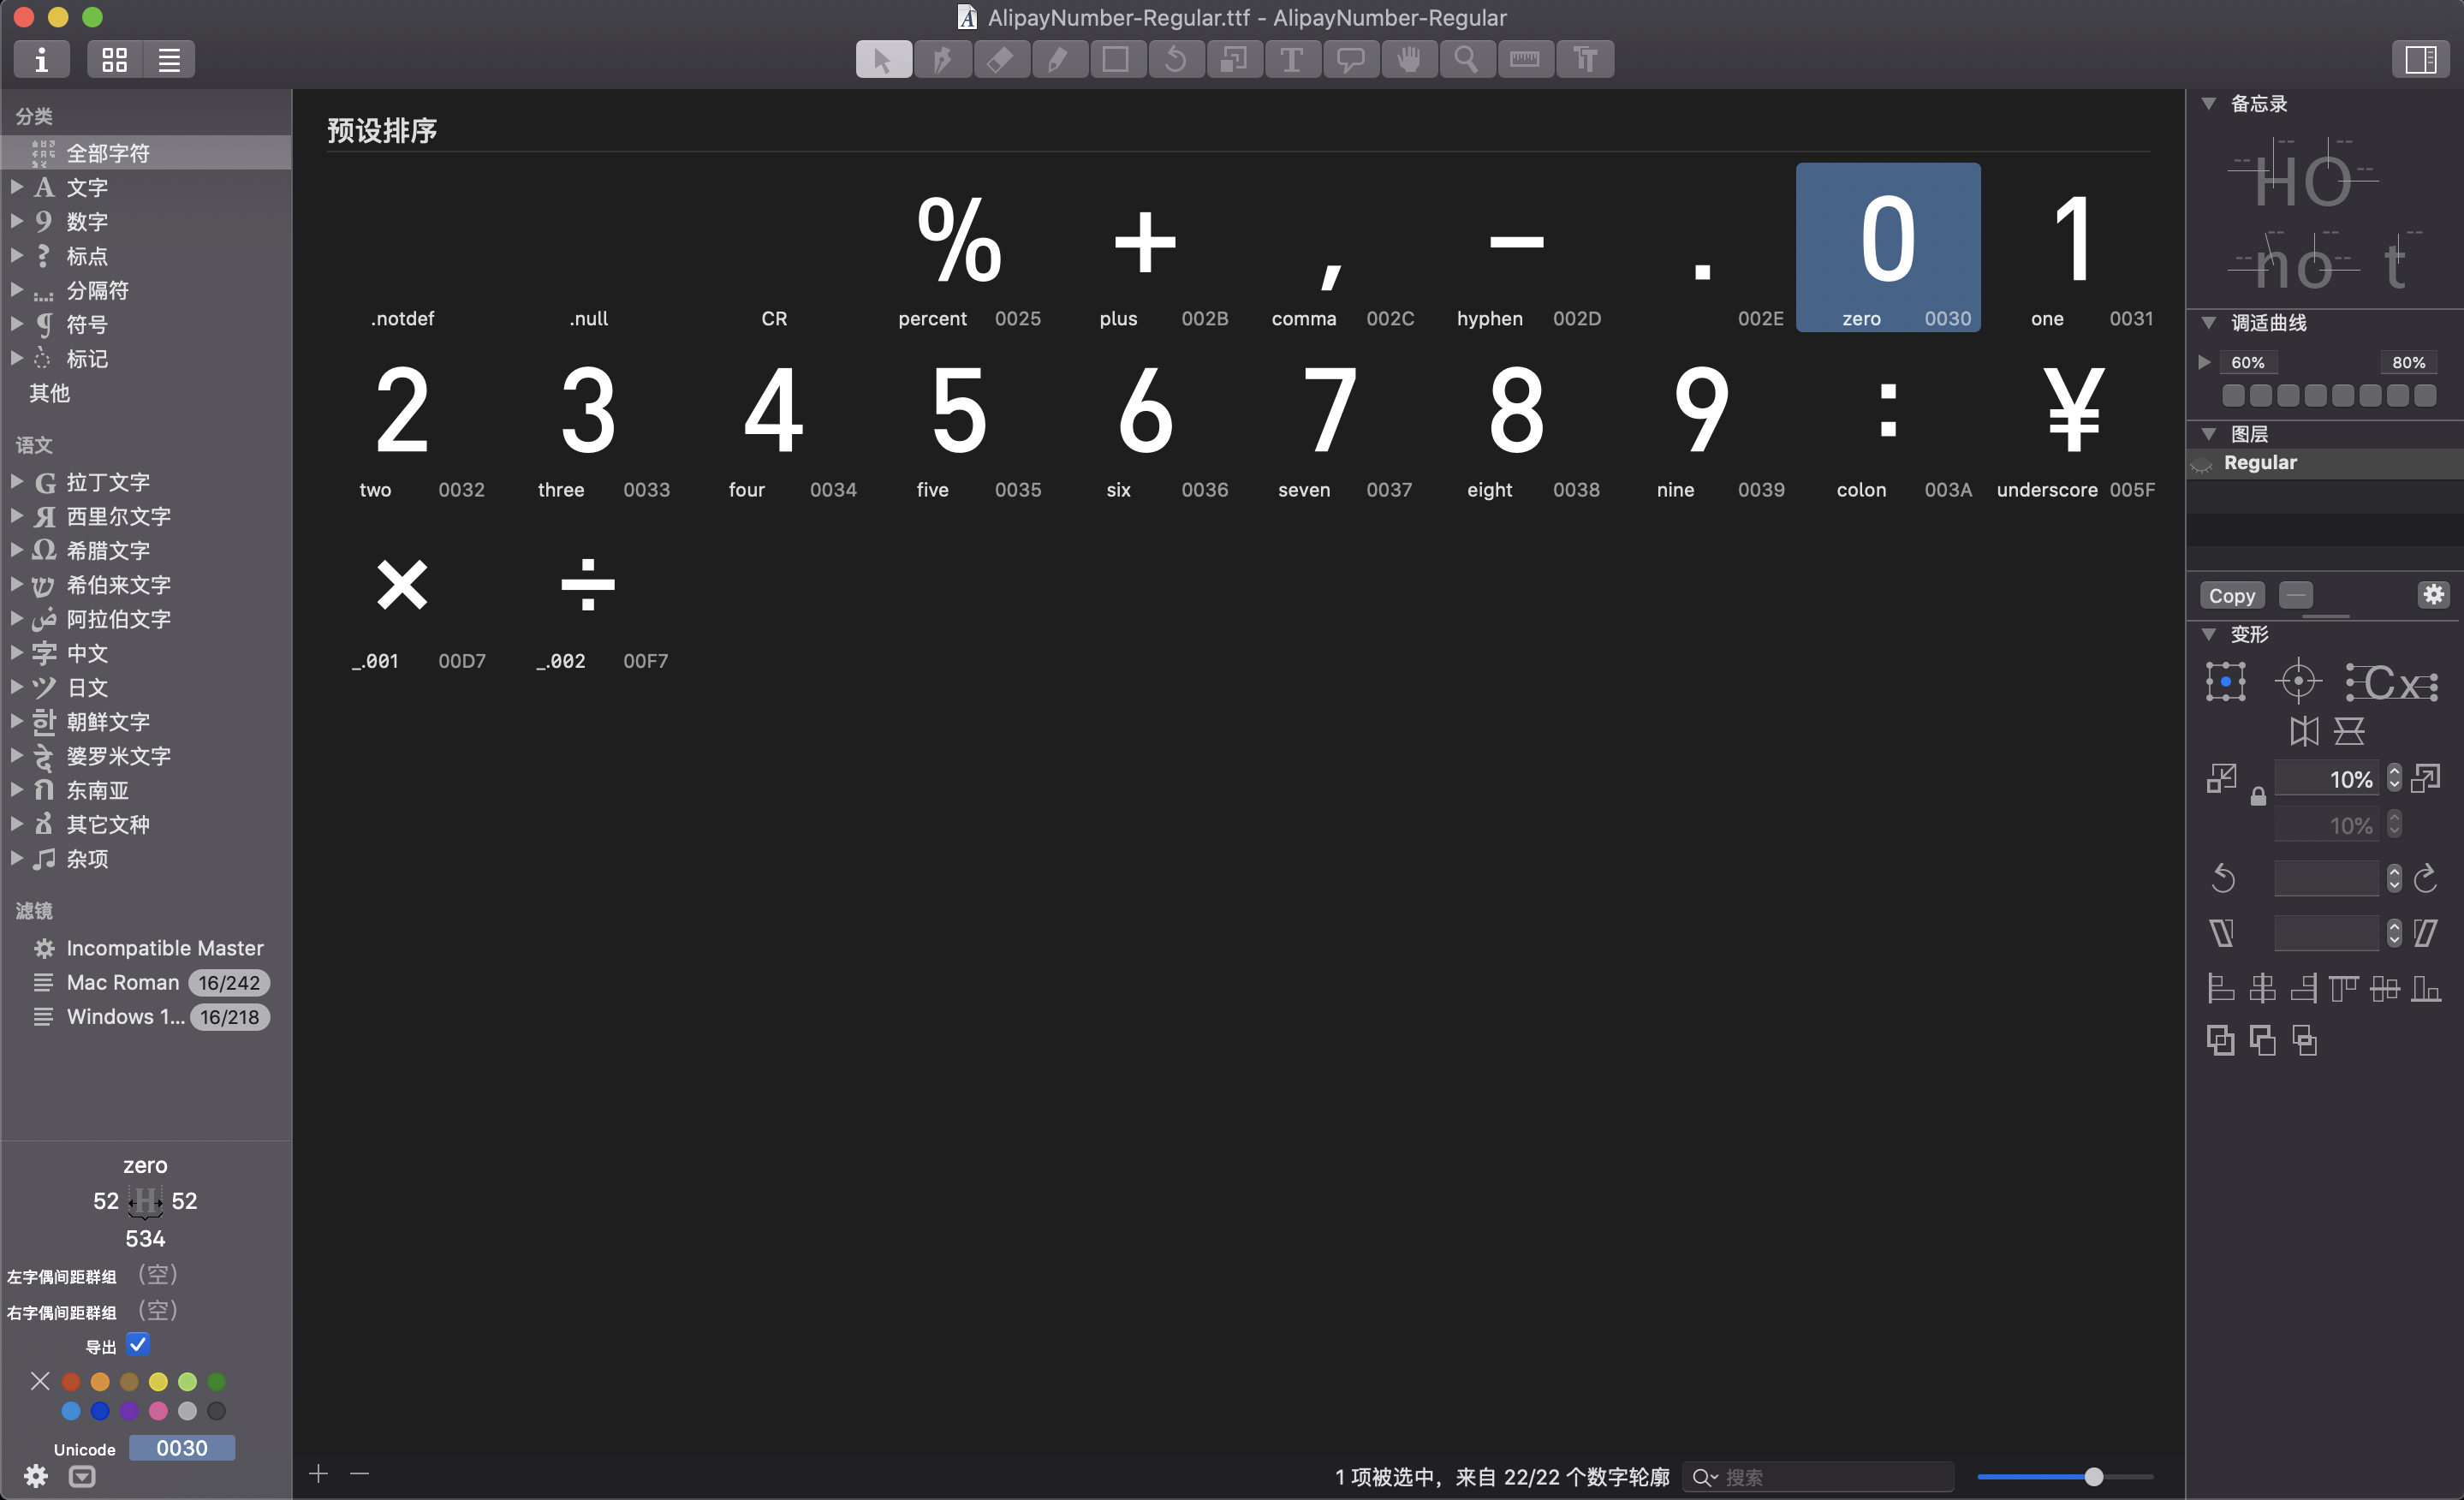 AlipayNumber-Regular.ttf - AlipayNumber-Regular
分类
全部字符
文字
数字
标点
分隔符
符号
标记
其他
语文
拉丁文字
西里尔文字
希腊文字
希伯来文字
阿拉伯文字
中文
日文
朝鲜文字
婆罗米文字
东南亚
其它文种
杂项
滤镜
Incompatible Master
Mac Roman 16/242
Windows 1... 16/218
zero
52 H 52
534
左字偶间距群组 (空)
右字偶间距群组 (空)
导出
Unicode 0030
预设排序
% + , - . 0 1
.notdef .null CR percent 0025 plus 002B comma 002C hyphen 002D 002E zero 0030 one 0031
2 3 4 5 6 7 8 9 : ¥
two 0032 three 0033 four 0034 five 0035 six 0036 seven 0037 eight 0038 nine 0039 colon 003A underscore 005F
× ÷
_.001 00D7 _.002 00F7
1 项被选中，来自 22/22 个数字轮廓
搜索
备忘录
HO
no t
调适曲线
60% 80%
图层
Regular
Copy
变形
Cx
10%
10%